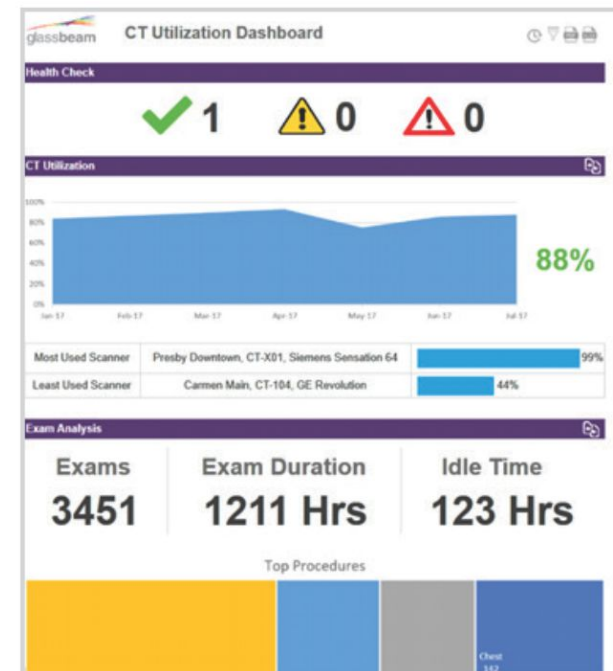 glassbeam CT Utilization Dashboard
Health Check
1 0 0
CT Utilization
100%
80%
60%
40%
20%
0%
88%
Jan-17 Feb-17 Mar-17 Apr-17 May-17 Jun-17 Jul-17
Most Used Scanner Presby Downtown, CT-X01, Siemens Sensation 64 99%
Least Used Scanner Carmen Main, CT-104, GE Revolution 44%
Exam Analysis
Exams Exam Duration Idle Time
3451 1211 Hrs 123 Hrs
Top Procedures
Chest
342